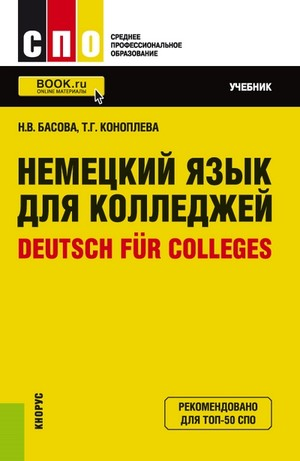 СПО
СРЕДНЕЕ
ПРОФЕССИОНАЛЬНОЕ
ОБРАЗОВАНИЕ
BOOK.ru
ONLINE МАТЕРИАЛЫ
УЧЕБНИК
Н.В. БАСОВА, Т.Г. КОНОПЛЕВА
НЕМЕЦКИЙ ЯЗЫК
ДЛЯ КОЛЛЕДЖЕЙ
DEUTSCH FÜR COLLEGES
РЕКОМЕНДОВАНО
ДЛЯ ТОП-50 СПО
КНОРУС